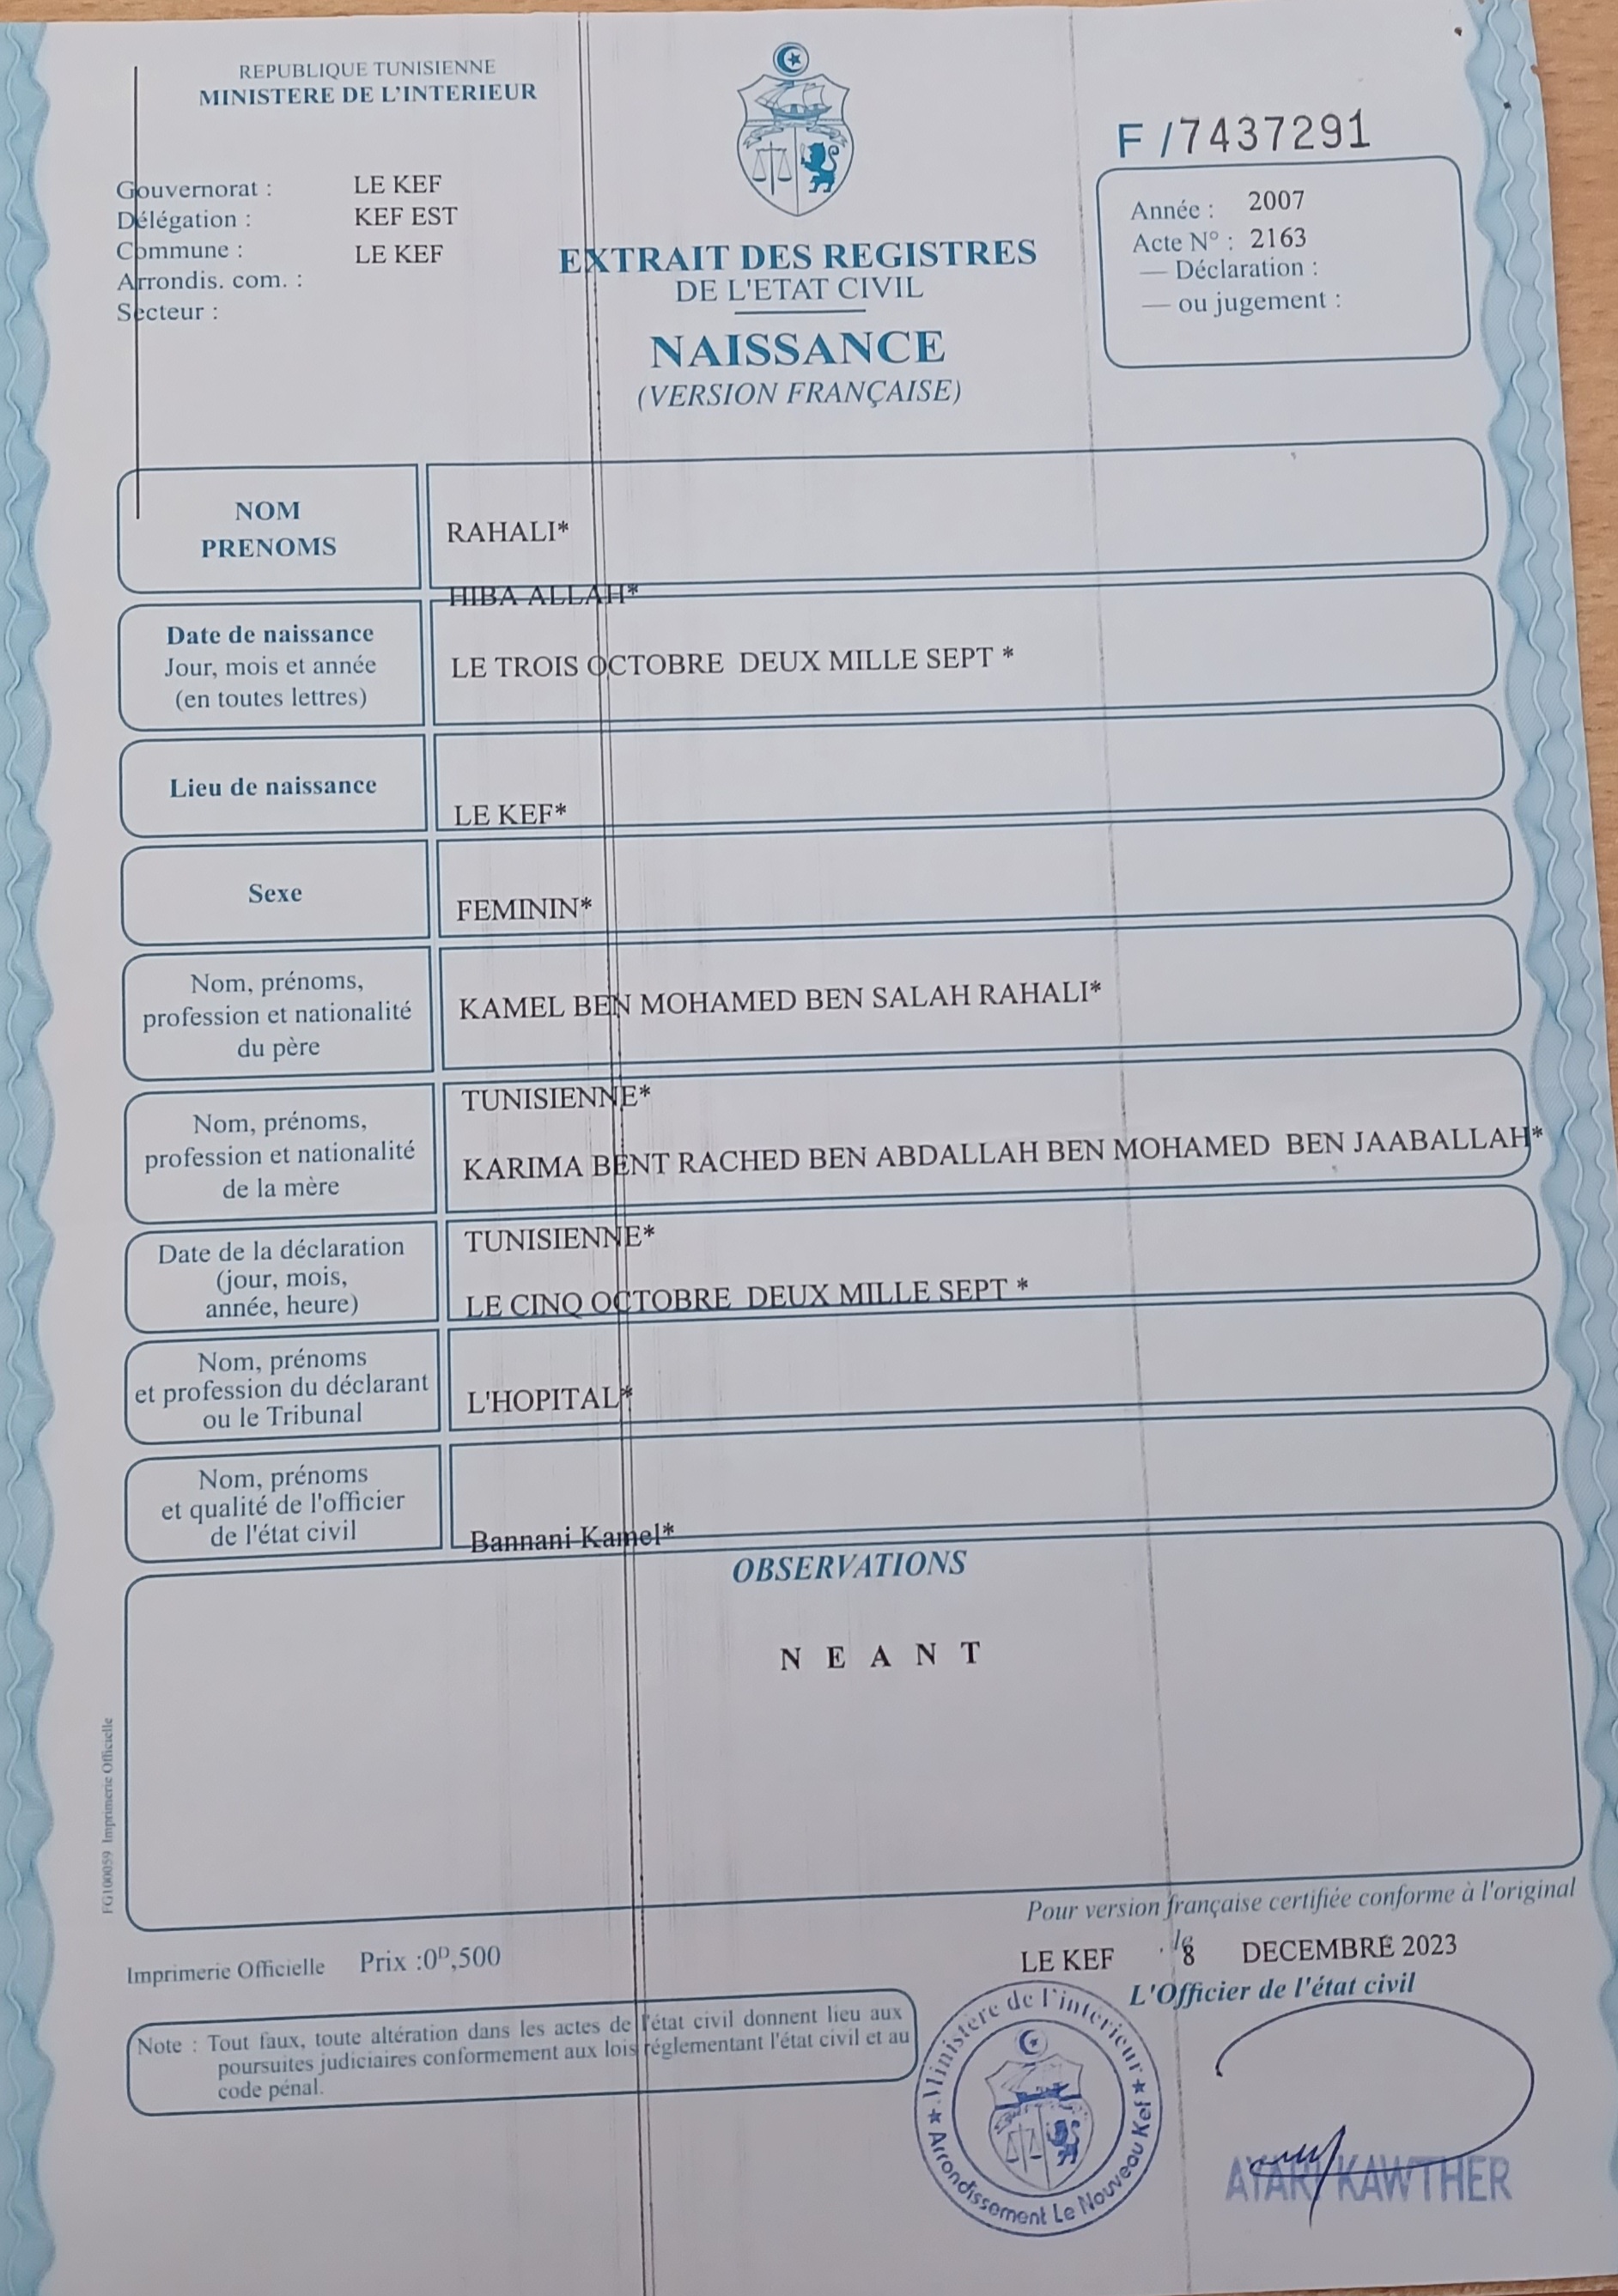 REPUBLIQUE TUNISIENNE
MINISTERE DE L'INTERIEUR
F / 7437291
Gouvernorat : LE KEF
Délégation : KEF EST
Commune : LE KEF
Arrondis. com. :
Secteur :
Année : 2007
Acte N° : 2163
— Déclaration :
— ou jugement :
EXTRAIT DES REGISTRES
DE L'ETAT CIVIL
NAISSANCE
(VERSION FRANÇAISE)
NOM
PRENOMS
RAHALI*
HIBA ALLAH*
Date de naissance
Jour, mois et année
(en toutes lettres)
LE TROIS OCTOBRE DEUX MILLE SEPT *
Lieu de naissance
LE KEF*
Sexe
FEMININ*
Nom, prénoms,
profession et nationalité
du père
KAMEL BEN MOHAMED BEN SALAH RAHALI*
TUNISIENNE*
Nom, prénoms,
profession et nationalité
de la mère
KARIMA BENT RACHED BEN ABDALLAH BEN MOHAMED BEN JAABALLAH*
TUNISIENNE*
Date de la déclaration
(jour, mois,
année, heure)
LE CINQ OCTOBRE DEUX MILLE SEPT *
Nom, prénoms
et profession du déclarant
ou le Tribunal
L'HOPITAL*
Nom, prénoms
et qualité de l'officier
de l'état civil
Bannani Kamel*
OBSERVATIONS
N E A N T
FG100059 Imprimerie Officielle
Pour version française certifiée conforme à l'original
Imprimerie Officielle Prix :0D,500
LE KEF le 8 DECEMBRE 2023
L'Officier de l'état civil
Note : Tout faux, toute altération dans les actes de l'état civil donnent lieu aux
poursuites judiciaires conformement aux lois réglementant l'état civil et au
code pénal.
Ministère de l'intérieur
Arrondissement Le Nouveau Kef
AYARI KAWTHER